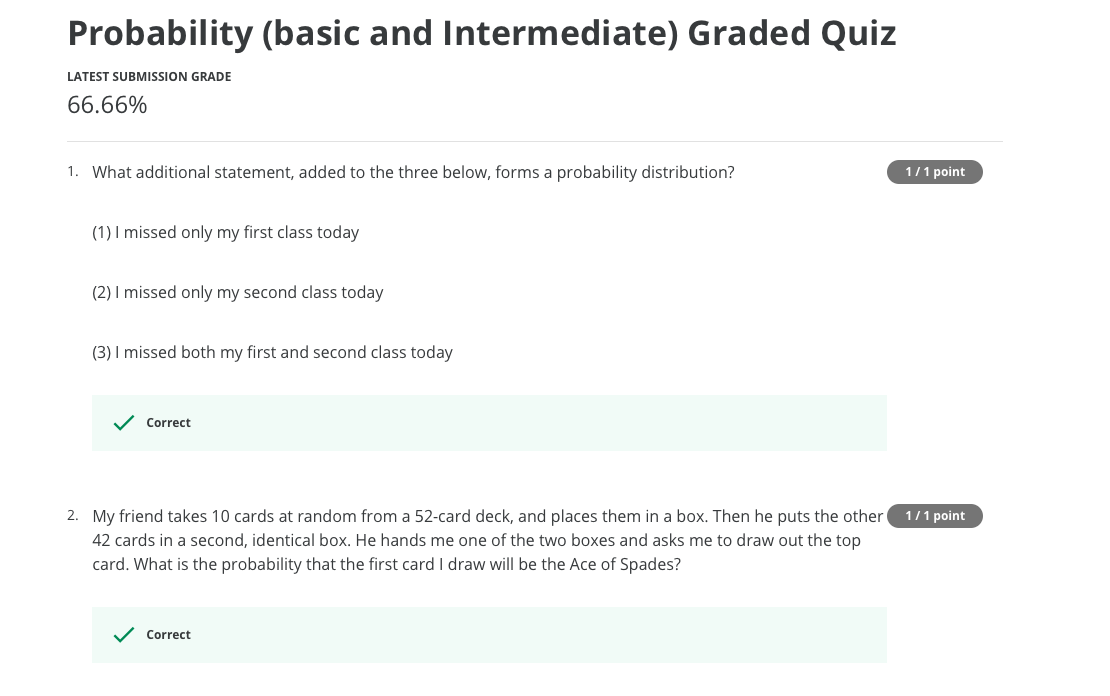 Probability (basic and Intermediate) Graded Quiz
LATEST SUBMISSION GRADE
66.66%
1. What additional statement, added to the three below, forms a probability distribution? 1 / 1 point
(1) I missed only my first class today
(2) I missed only my second class today
(3) I missed both my first and second class today
Correct
2. My friend takes 10 cards at random from a 52-card deck, and places them in a box. Then he puts the other 1 / 1 point
42 cards in a second, identical box. He hands me one of the two boxes and asks me to draw out the top
card. What is the probability that the first card I draw will be the Ace of Spades?
Correct